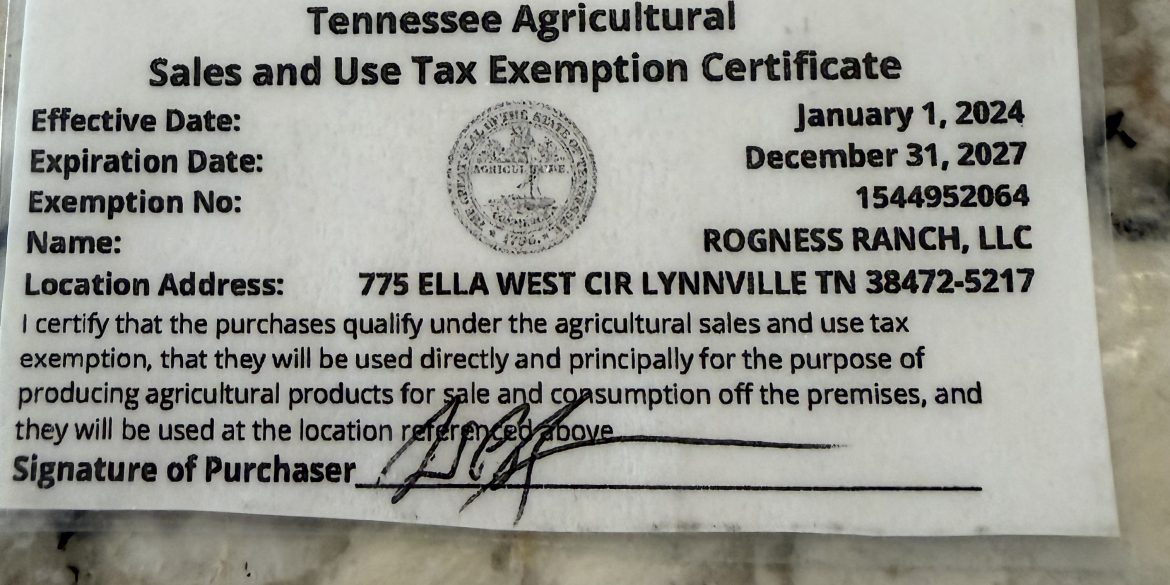 Tennessee Agricultural
Sales and Use Tax Exemption Certificate
Effective Date: January 1, 2024
Expiration Date: December 31, 2027
Exemption No: 1544952064
Name: ROGNESS RANCH, LLC
Location Address: 775 ELLA WEST CIR LYNNVILLE TN 38472-5217
I certify that the purchases qualify under the agricultural sales and use tax
exemption, that they will be used directly and principally for the purpose of
producing agricultural products for sale and consumption off the premises, and
they will be used at the location referenced above
Signature of Purchaser
AGRICULTURE
1796